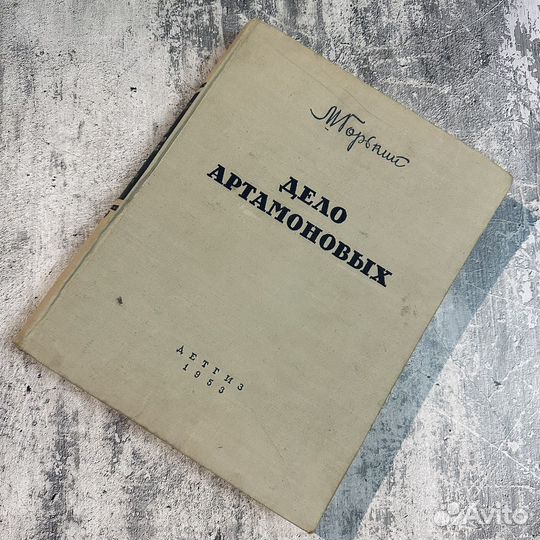 М. Горький
ДЕЛО
АРТАМОНОВЫХ
ДЕТГИЗ
1953
Avito